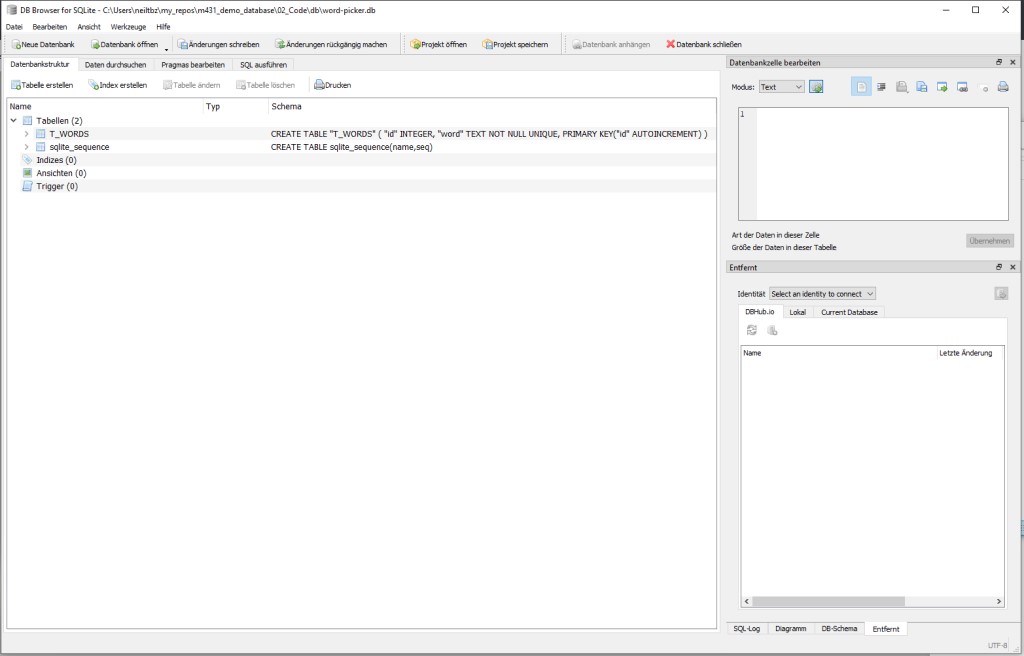 DB Browser for SQLite - C:\Users\neiltbz\my_repos\m431_demo_database\02_Code\db\word-picker.db
Datei Bearbeiten Ansicht Werkzeuge Hilfe
Neue Datenbank Datenbank öffnen Änderungen schreiben Änderungen rückgängig machen Projekt öffnen Projekt speichern Datenbank anhängen Datenbank schließen
Datenbankstruktur Daten durchsuchen Pragmas bearbeiten SQL ausführen
Tabelle erstellen Index erstellen Tabelle ändern Tabelle löschen Drucken
Name Typ Schema
Tabellen (2)
T_WORDS CREATE TABLE "T_WORDS" ( "id" INTEGER, "word" TEXT NOT NULL UNIQUE, PRIMARY KEY("id" AUTOINCREMENT) )
sqlite_sequence CREATE TABLE sqlite_sequence(name,seq)
Indizes (0)
Ansichten (0)
Trigger (0)
Datenbankzelle bearbeiten
Modus: Text
1
Art der Daten in dieser Zelle
Größe der Daten in dieser Tabelle
Übernehmen
Entfernt
Identität Select an identity to connect
DBHub.io Lokal Current Database
Name Letzte Änderung
SQL-Log Diagramm DB-Schema Entfernt
UTF-8